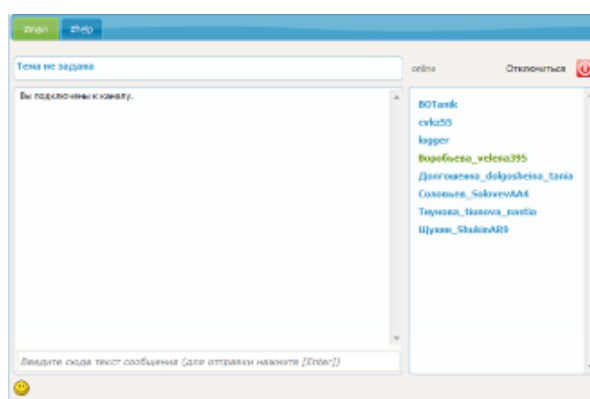 #main #help
Тема не задана
online Отключиться
Вы подключены к каналу.
BOTanik
cvkz55
logger
Воробьева_velena395
Долгошеина_dolgosheina_tania
Соловьев_SolovevAA4
Тиунова_tiunova_nastia
Щукин_ShukinAR9
Введите сюда текст сообщения (для отправки нажмите [Enter])